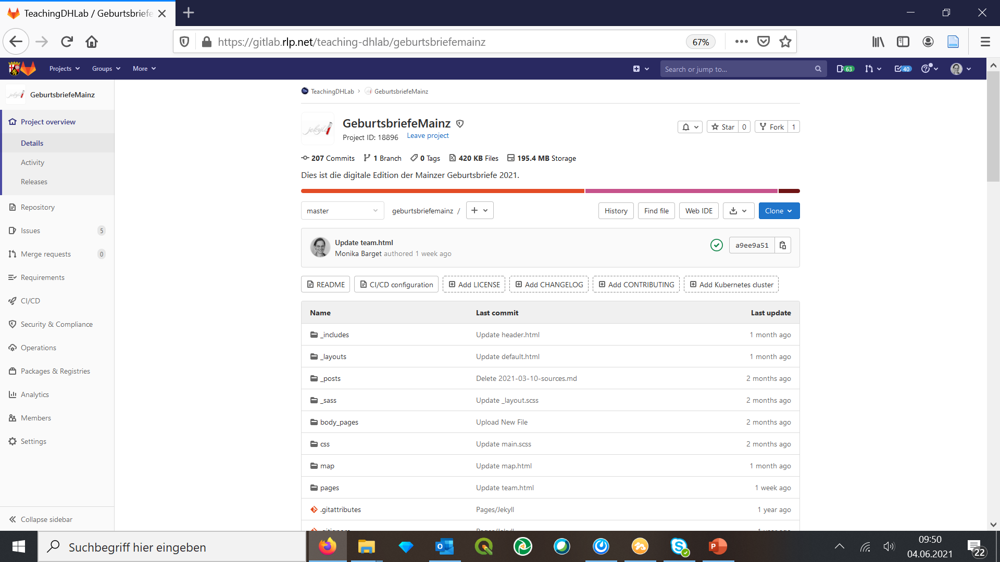 TeachingDHLab / Geburtsbriefe
https://gitlab.rlp.net/teaching-dhlab/geburtsbriefemainz
67%
Projects
Groups
More
Search or jump to...
63
40
GeburtsbriefeMainz
Project overview
Details
Activity
Releases
Repository
Issues 5
Merge requests 0
Requirements
CI/CD
Security & Compliance
Operations
Packages & Registries
Analytics
Members
Settings
Collapse sidebar
TeachingDHLab › GeburtsbriefeMainz
jekyll
GeburtsbriefeMainz
Project ID: 18896 Leave project
Star 0
Fork 1
207 Commits 1 Branch 0 Tags 420 KB Files 195.4 MB Storage
Dies ist die digitale Edition der Mainzer Geburtsbriefe 2021.
master
geburtsbriefemainz /
History
Find file
Web IDE
Clone
Update team.html
Monika Barget authored 1 week ago
a9ee9a51
README
CI/CD configuration
Add LICENSE
Add CHANGELOG
Add CONTRIBUTING
Add Kubernetes cluster
Name Last commit Last update
_includes Update header.html 1 month ago
_layouts Update default.html 1 month ago
_posts Delete 2021-03-10-sources.md 2 months ago
_sass Update _layout.scss 2 months ago
body_pages Upload New File 2 months ago
css Update main.scss 2 months ago
map Update map.html 1 month ago
pages Update team.html 1 week ago
.gitattributes Pages/Jekyll 1 year ago
.gitignore Pages/Jekyll 1 year ago
Suchbegriff hier eingeben
09:50
04.06.2021
22